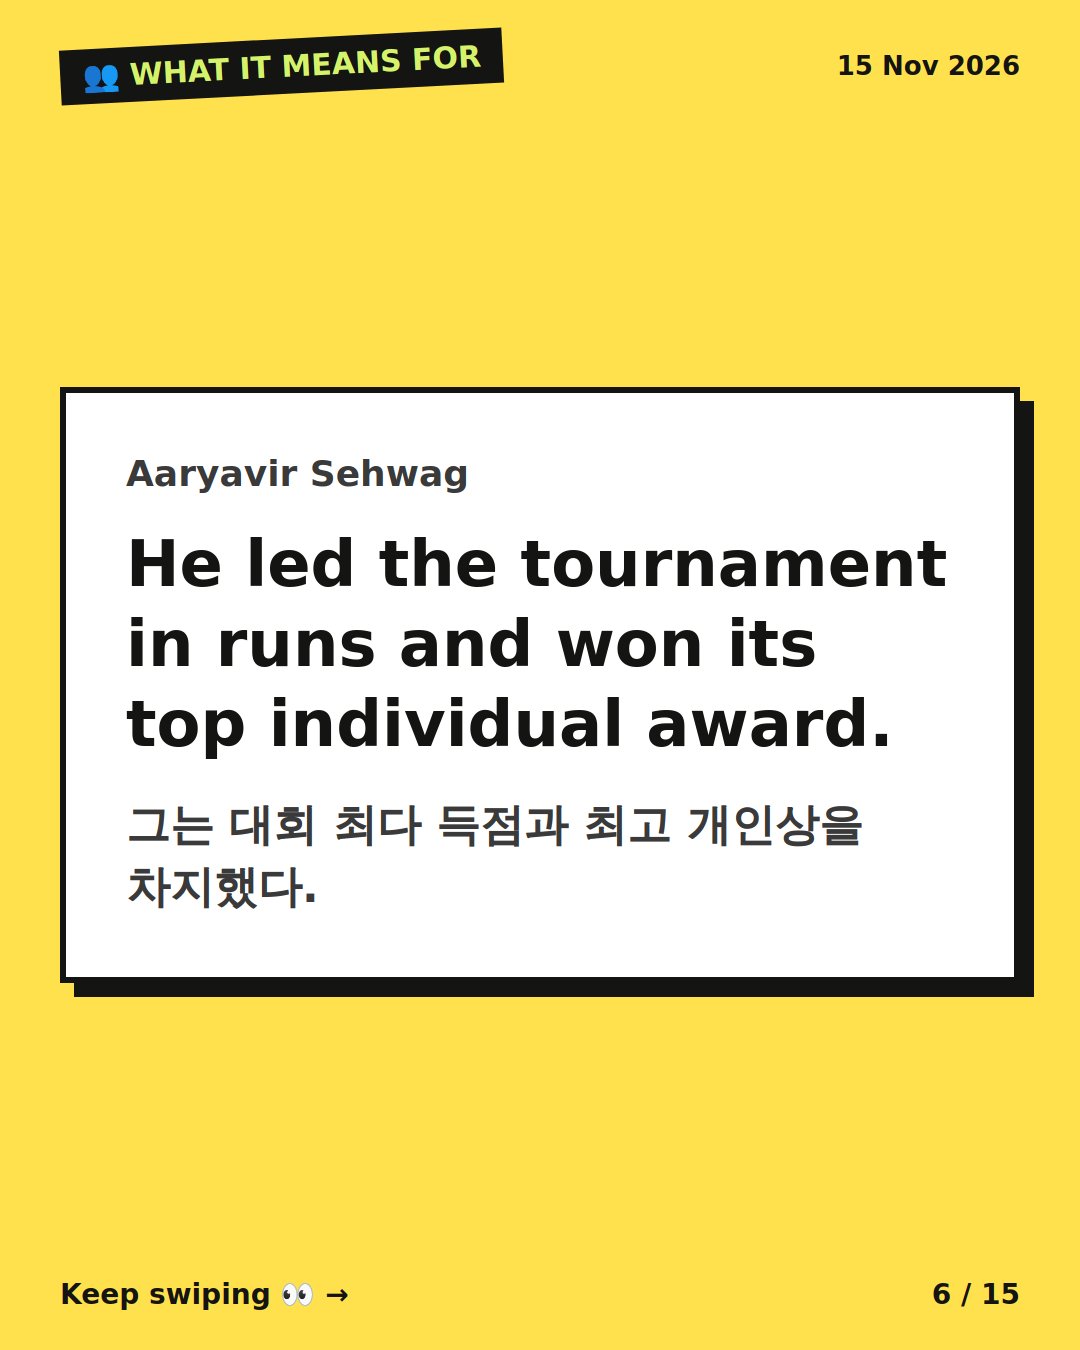 👥 WHAT IT MEANS FOR
15 Nov 2026
Aaryavir Sehwag
He led the tournament
in runs and won its
top individual award.
그는 대회 최다 득점과 최고 개인상을
차지했다.
Keep swiping 👀 →
6 / 15